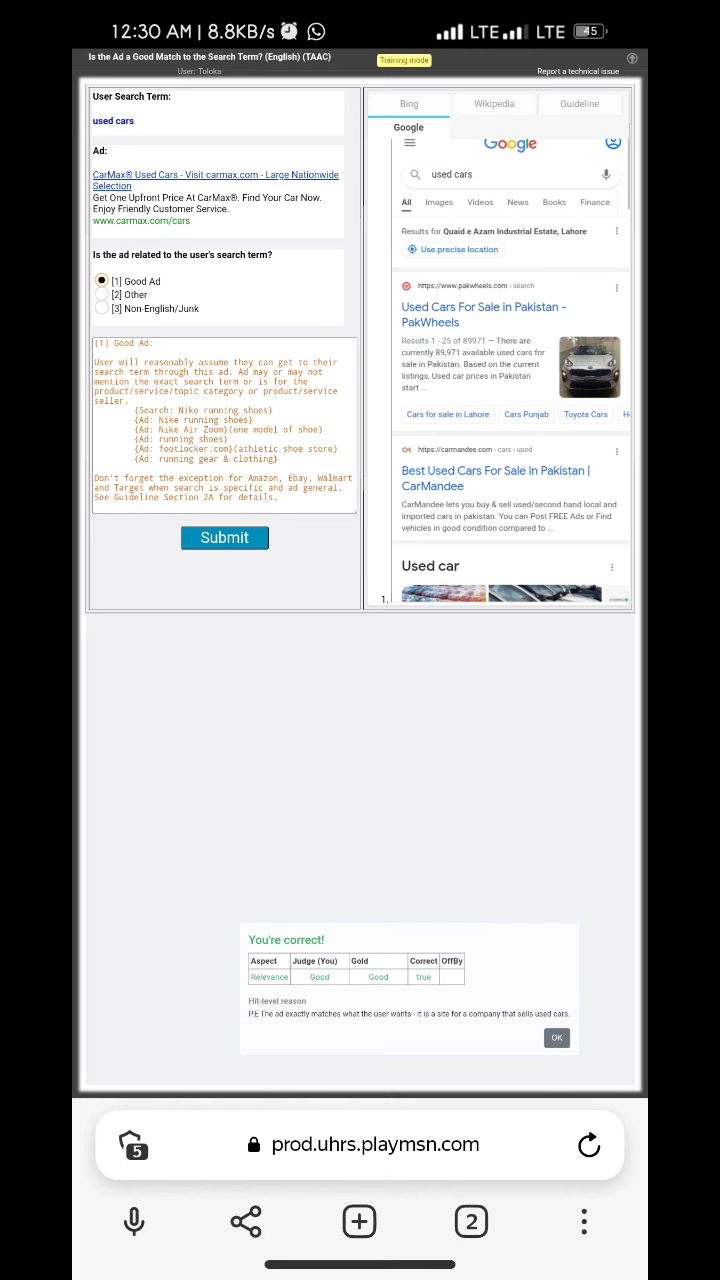 12:30 AM | 8.8KB/s
LTE LTE 45
Is the Ad a Good Match to the Search Term? (English) (TAAC)
Training mode
User: Toloka
Report a technical issue
User Search Term:
used cars
Ad:
CarMax® Used Cars - Visit carmax.com - Large Nationwide
Selection
Get One Upfront Price At CarMax®. Find Your Car Now.
Enjoy Friendly Customer Service.
www.carmax.com/cars
Is the ad related to the user's search term?
[1] Good Ad
[2] Other
[3] Non-English/Junk
[1] Good Ad:
User will reasonably assume they can get to their
search term through this ad. Ad may or may not
mention the exact search term or is for the
product/service/topic category or product/service
seller.
{Search: Nike running shoes}
{Ad: Nike running shoes}
{Ad: Nike Air Zoom}(one model of shoe)
{Ad: running shoes}
{Ad: footlocker.com}(athletic shoe store)
{Ad: running gear & clothing}
Don't forget the exception for Amazon, Ebay, Walmart
and Target when search is specific and ad general.
See Guideline Section 2A for details.
Submit
Bing Wikipedia Guideline
Google
Google
used cars
All Images Videos News Books Finance
Results for Quaid e Azam Industrial Estate, Lahore
Use precise location
https://www.pakwheels.com › search
Used Cars For Sale in Pakistan -
PakWheels
Results 1 - 25 of 89971 — There are
currently 89,971 available used cars for
sale in Pakistan. Based on the current
listings, Used car prices in Pakistan
start ...
Cars for sale in Lahore Cars Punjab Toyota Cars H
https://carmandee.com › cars › used
Best Used Cars For Sale in Pakistan |
CarMandee
CarMandee lets you buy & sell used/second hand local and
imported cars in pakistan. You can Post FREE Ads or Find
vehicles in good condition compared to ...
Used car
1.
You're correct!
Aspect Judge (You) Gold Correct OffBy
Relevance Good Good true
Hit-level reason
P.E The ad exactly matches what the user wants - it is a site for a company that sells used cars.
OK
5 prod.uhrs.playmsn.com
2